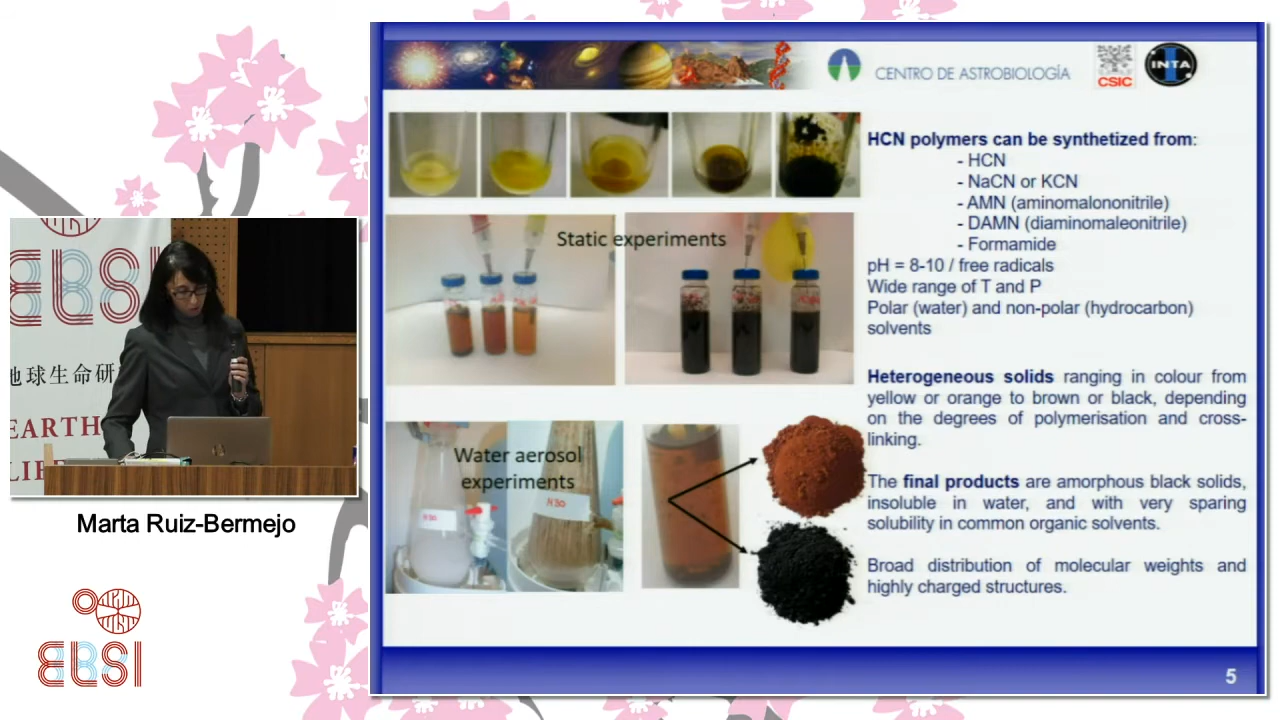 CENTRO DE ASTROBIOLOGÍA
CSIC
INTA
HCN polymers can be synthetized from:
- HCN
- NaCN or KCN
- AMN (aminomalononitrile)
- DAMN (diaminomaleonitrile)
- Formamide
pH = 8-10 / free radicals
Wide range of T and P
Polar (water) and non-polar (hydrocarbon)
solvents
Heterogeneous solids ranging in colour from
yellow or orange to brown or black, depending
on the degrees of polymerisation and cross-
linking.
The final products are amorphous black solids,
insoluble in water, and with very sparing
solubility in common organic solvents.
Broad distribution of molecular weights and
highly charged structures.
Static experiments
Water aerosol
experiments
N30
N30
5
ELSI
地球生命研
EARTH
LIF
Marta Ruiz-Bermejo
ELSI